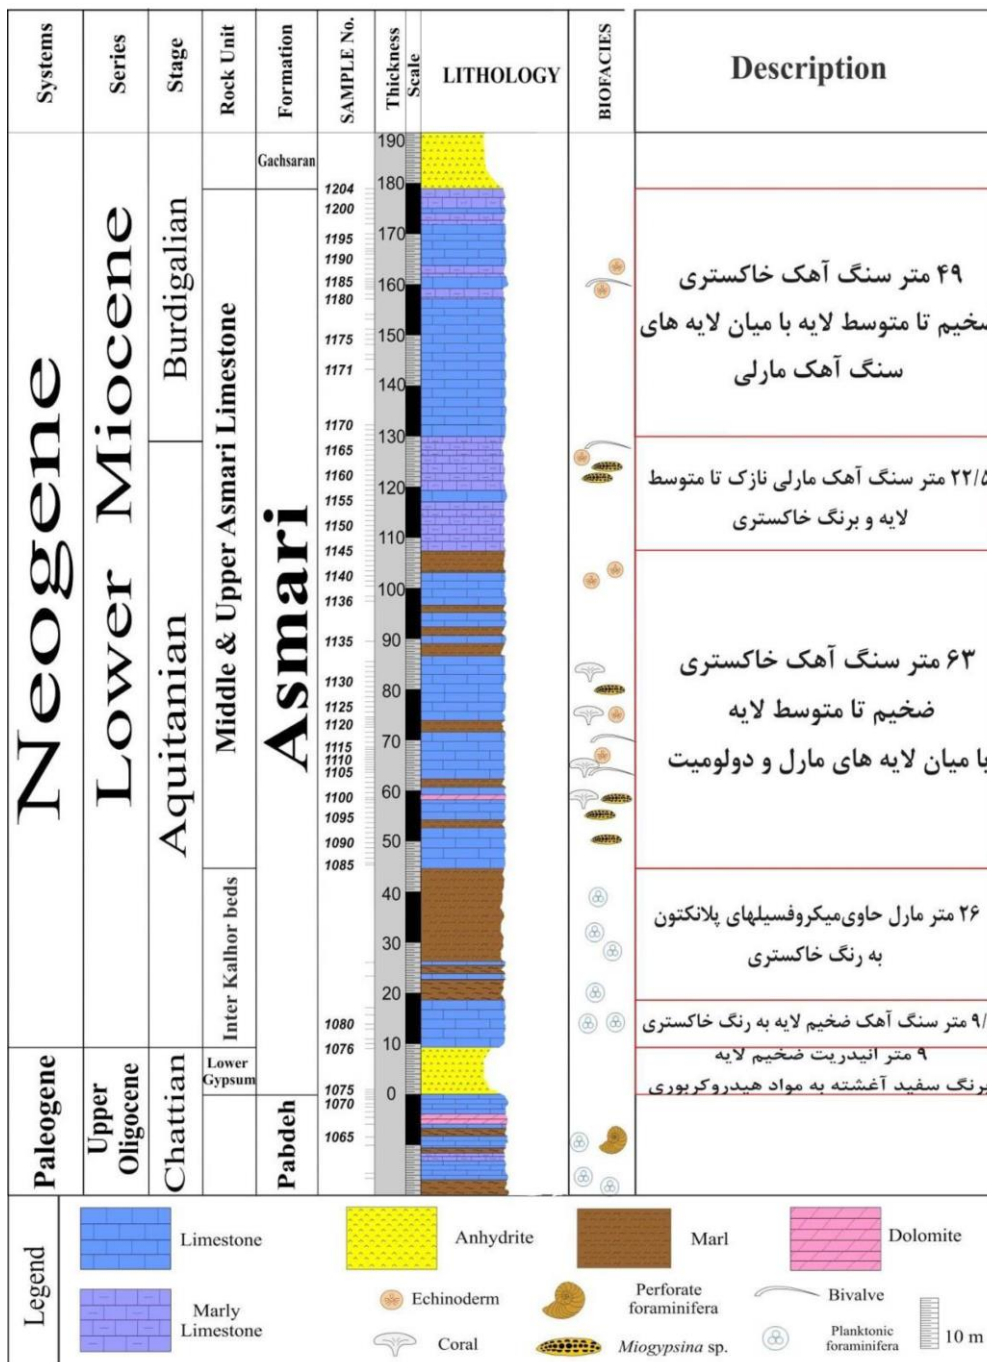 Systems
Series
Stage
Rock Unit
Formation
SAMPLE No.
Thickness
Scale
LITHOLOGY
BIOFACIES
Description
Neogene
Paleogene
Lower Miocene
Upper
Oligocene
Burdigalian
Aquitanian
Chattian
Middle & Upper Asmari Limestone
Inter Kalhor beds
Lower
Gypsum
Gachsaran
Asmari
Pabdeh
1204
1200
1195
1190
1185
1180
1175
1171
1170
1165
1160
1155
1150
1145
1140
1136
1135
1130
1125
1120
1115
1110
1105
1100
1095
1090
1085
1080
1076
1075
1070
1065
190
180
170
160
150
140
130
120
110
100
90
80
70
60
50
40
30
20
10
0
۴۹ متر سنگ آهک خاکستری
ضخیم تا متوسط لایه با میان لایه های
سنگ آهک مارلی
۲۲/۵ متر سنگ آهک مارلی نازک تا متوسط
لایه و برنگ خاکستری
۶۳ متر سنگ آهک خاکستری
ضخیم تا متوسط لایه
با میان لایه های مارل و دولومیت
۲۶ متر مارل حاوی میکروفسیلهای پلانکتون
به رنگ خاکستری
۹/ متر سنگ آهک ضخیم لایه به رنگ خاکستری
۹ متر انیدریت ضخیم لایه
برنگ سفید آغشته به مواد هیدروکربوری
Legend
Limestone
Anhydrite
Marl
Dolomite
Marly
Limestone
Echinoderm
Perforate
foraminifera
Bivalve
Coral
Miogypsina sp.
Planktonic
foraminifera
10 m